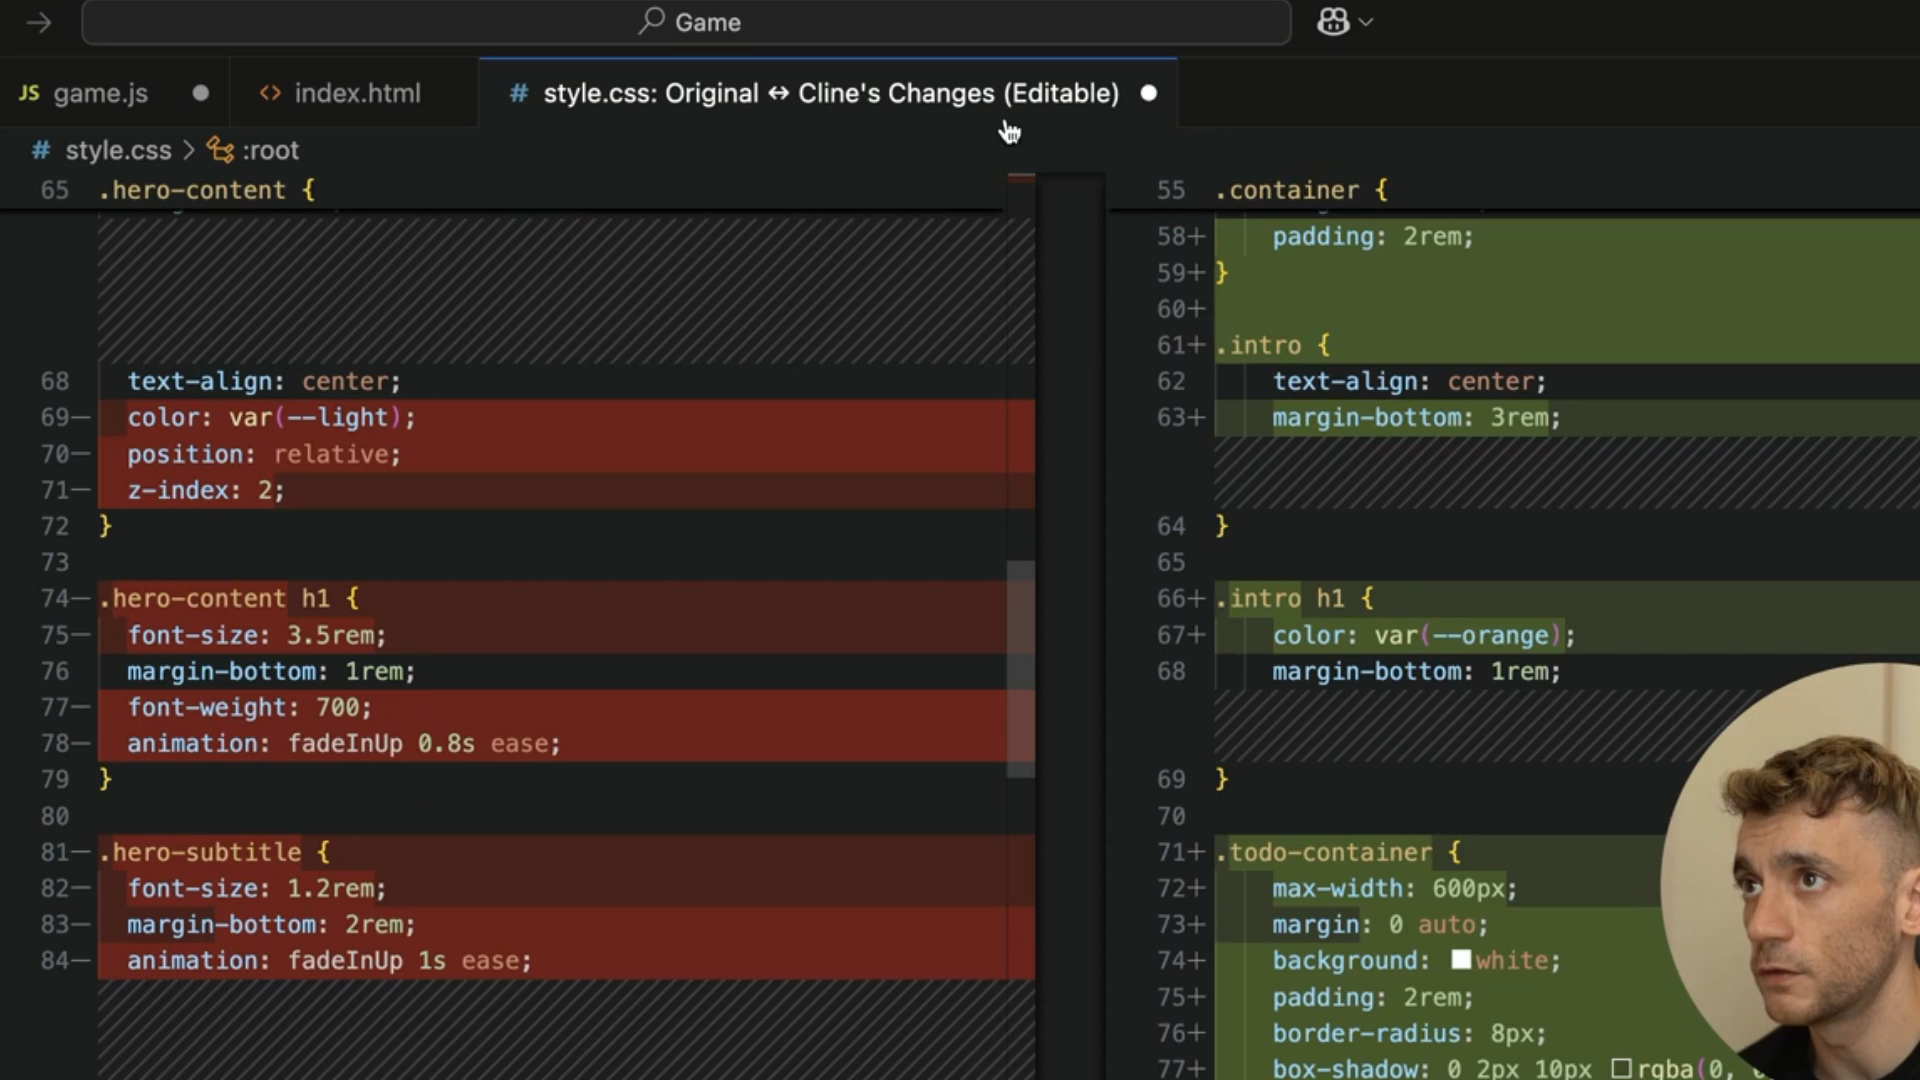 Game
JS game.js
<> index.html
# style.css: Original ↔ Cline's Changes (Editable)
# style.css > :root
65 .hero-content {
68 text-align: center;
69— color: var(--light);
70— position: relative;
71— z-index: 2;
72 }
73
74— .hero-content h1 {
75— font-size: 3.5rem;
76 margin-bottom: 1rem;
77— font-weight: 700;
78— animation: fadeInUp 0.8s ease;
79 }
80
81— .hero-subtitle {
82— font-size: 1.2rem;
83— margin-bottom: 2rem;
84— animation: fadeInUp 1s ease;
55 .container {
58+ padding: 2rem;
59+ }
60+
61+ .intro {
62 text-align: center;
63+ margin-bottom: 3rem;
64 }
65
66+ .intro h1 {
67+ color: var(--orange);
68 margin-bottom: 1rem;
69 }
70
71+ .todo-container {
72+ max-width: 600px;
73+ margin: 0 auto;
74+ background: white;
75+ padding: 2rem;
76+ border-radius: 8px;
77+ box-shadow: 0 2px 10px rgba(0,